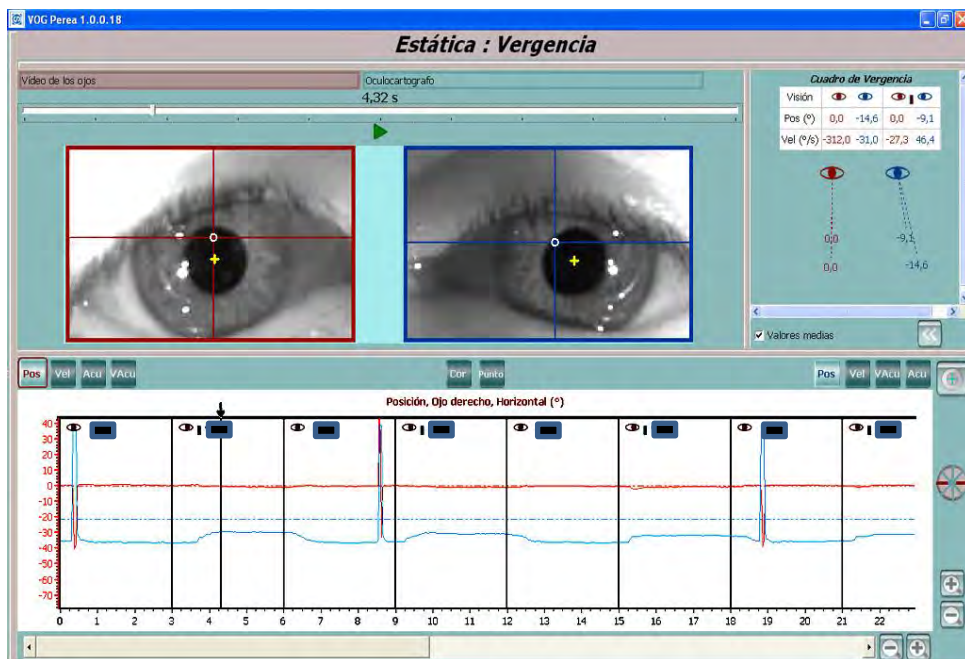 VOG Perea 1.0.0.18
Estática : Vergencia
Vídeo de los ojos
Oculocartografo
4,32 s
Cuadro de Vergencia
Visión
Pos (º) 0,0 -14,6 0,0 -9,1
Vel (º/s) -312,0 -31,0 -27,3 46,4
0,0 -9,1
0,0 -14,6
Valores medias
Pos Vel Acu VAcu Cor Punto Pos Vel VAcu Acu
Posición, Ojo derecho, Horizontal (º)
40
30
20
10
0
-10
-20
-30
-40
-50
-60
-70
0 1 2 3 4 5 6 7 8 9 10 11 12 13 14 15 16 17 18 19 20 21 22